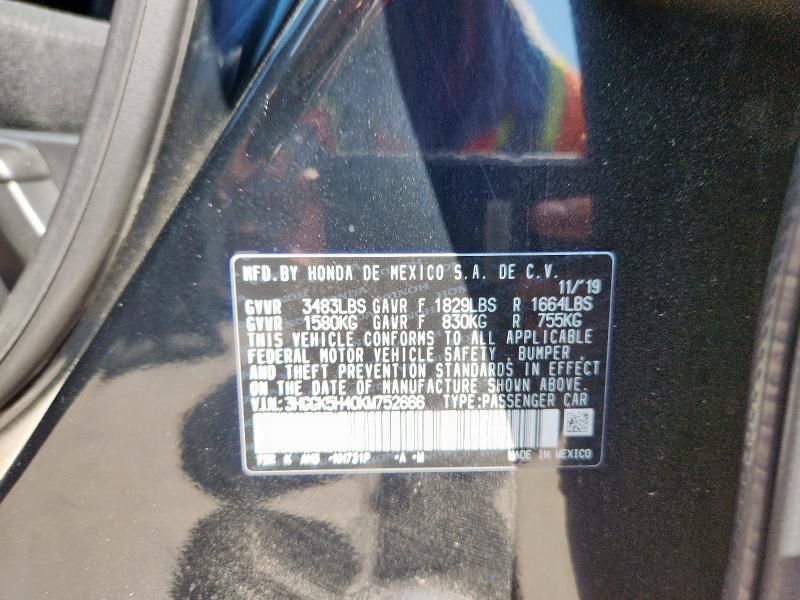 MFD.BY HONDA DE MEXICO S.A. DE C.V.
11/'19
GVWR 3483LBS GAWR F 1829LBS R 1664LBS
GVWR 1580KG GAWR F 830KG R 755KG
THIS VEHICLE CONFORMS TO ALL APPLICABLE
FEDERAL MOTOR VEHICLE SAFETY , BUMPER ,
AND THEFT PREVENTION STANDARDS IN EFFECT
ON THE DATE OF MANUFACTURE SHOWN ABOVE.
V.I.N.:3HGGK5H40KM752666 TYPE:PASSENGER CAR
MADE IN MEXICO